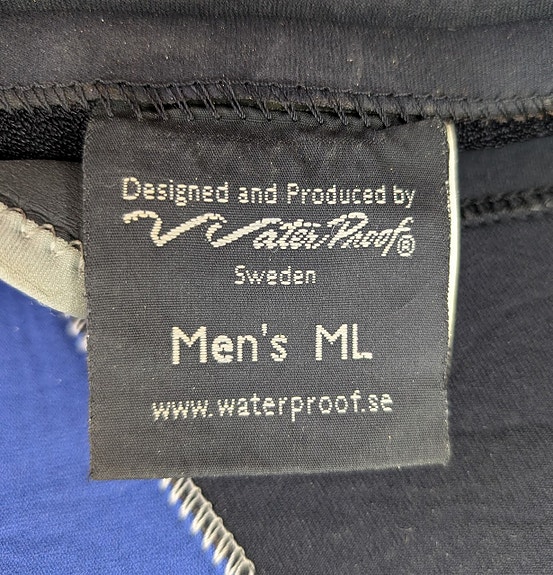 Designed and Produced by
WaterProof®
Sweden
Men's ML
www.waterproof.se